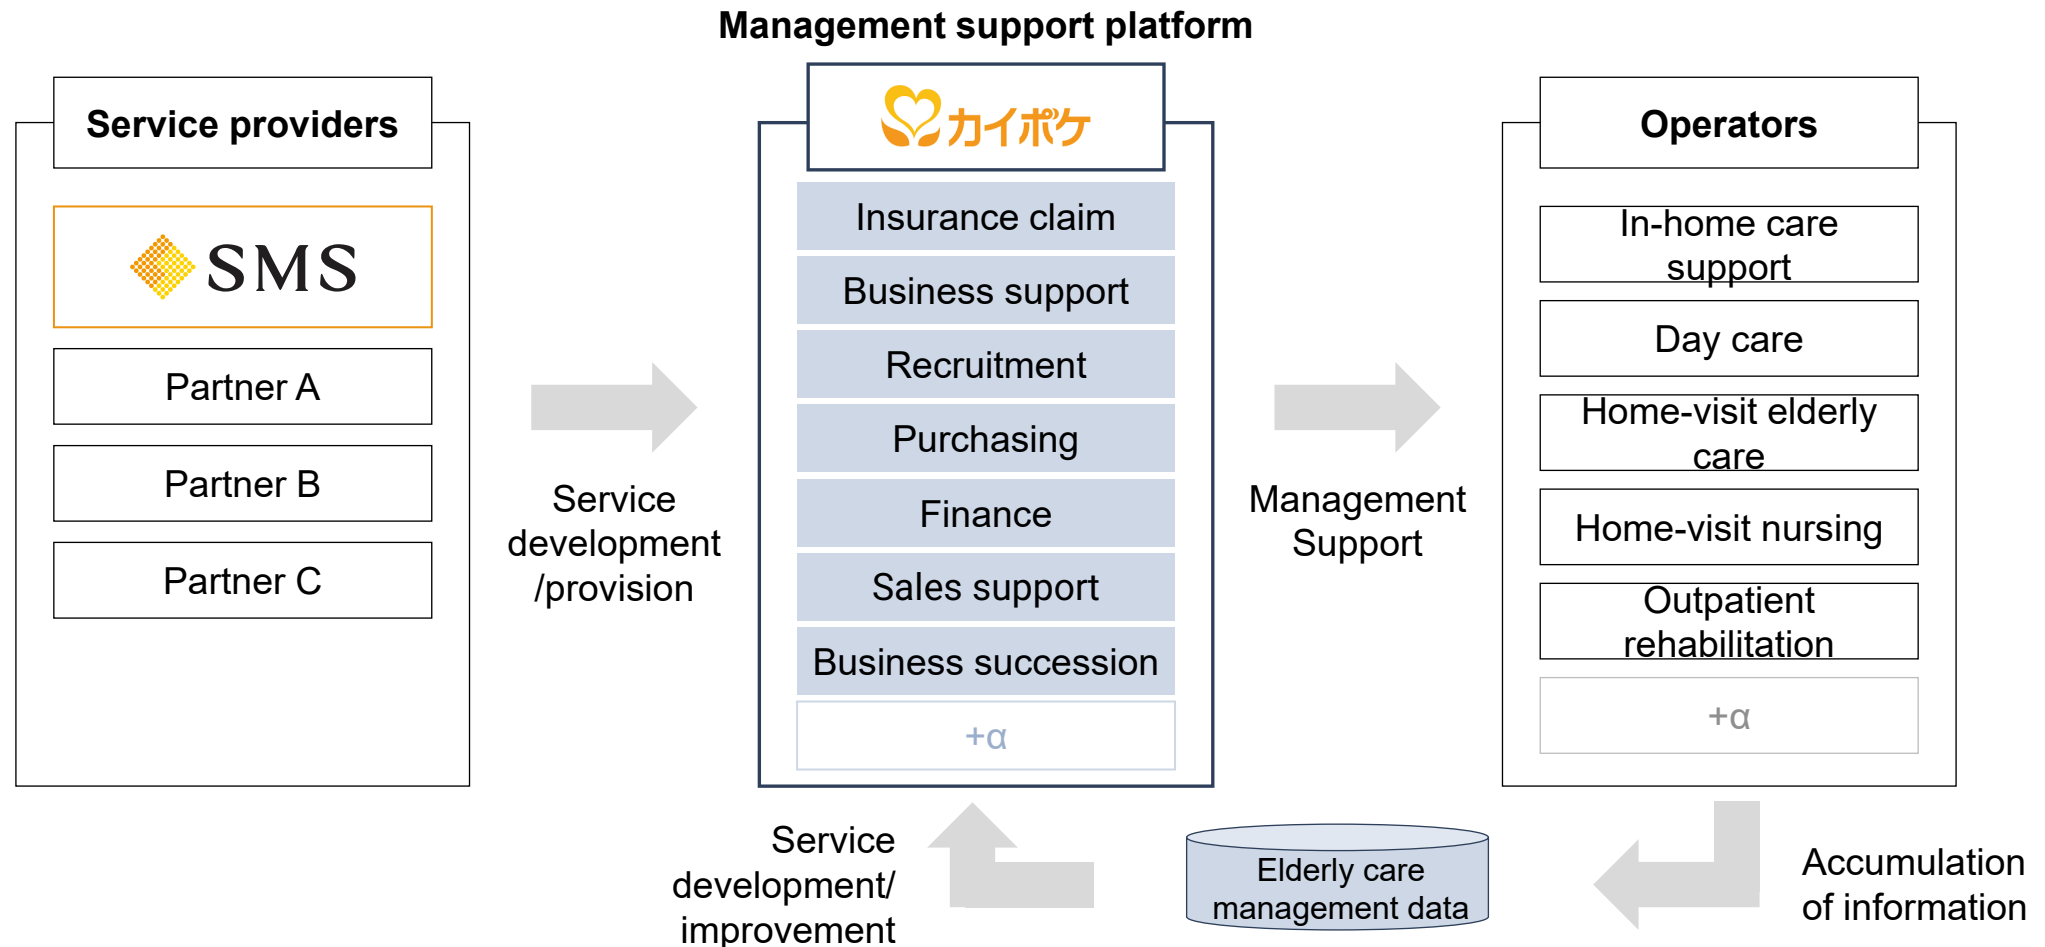 Management support platform
Service providers
SMS
Partner A
Partner B
Partner C
Service
development
/provision
カイポケ
Insurance claim
Business support
Recruitment
Purchasing
Finance
Sales support
Business succession
+α
Management
Support
Operators
In-home care
support
Day care
Home-visit elderly
care
Home-visit nursing
Outpatient
rehabilitation
+α
Service
development/
improvement
Elderly care
management data
Accumulation
of information